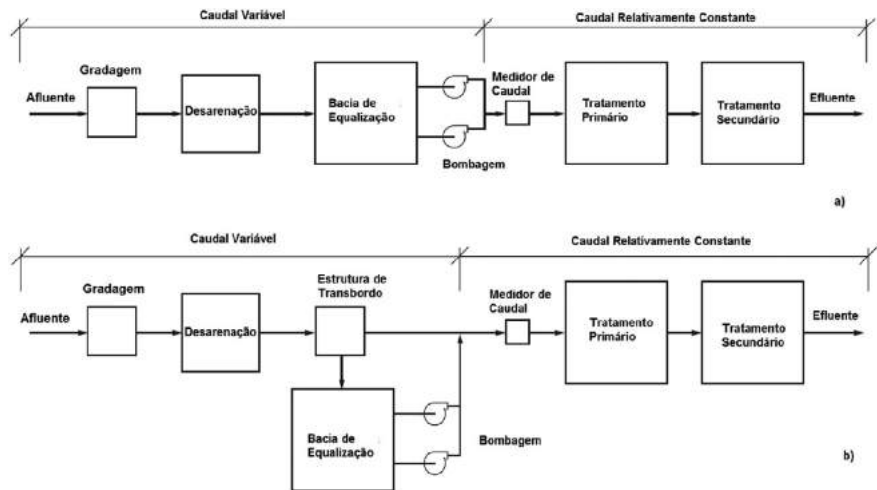 Caudal Variável
Caudal Relativamente Constante
Gradagem
Medidor de
Caudal
Afluente
Desarenação
Bacia de
Equalização
Tratamento
Primário
Tratamento
Secundário
Efluente
Bombagem
a)
Caudal Variável
Caudal Relativamente Constante
Estrutura de
Transbordo
Gradagem
Medidor de
Caudal
Afluente
Desarenação
Tratamento
Primário
Tratamento
Secundário
Efluente
Bacia de
Equalização
Bombagem
b)